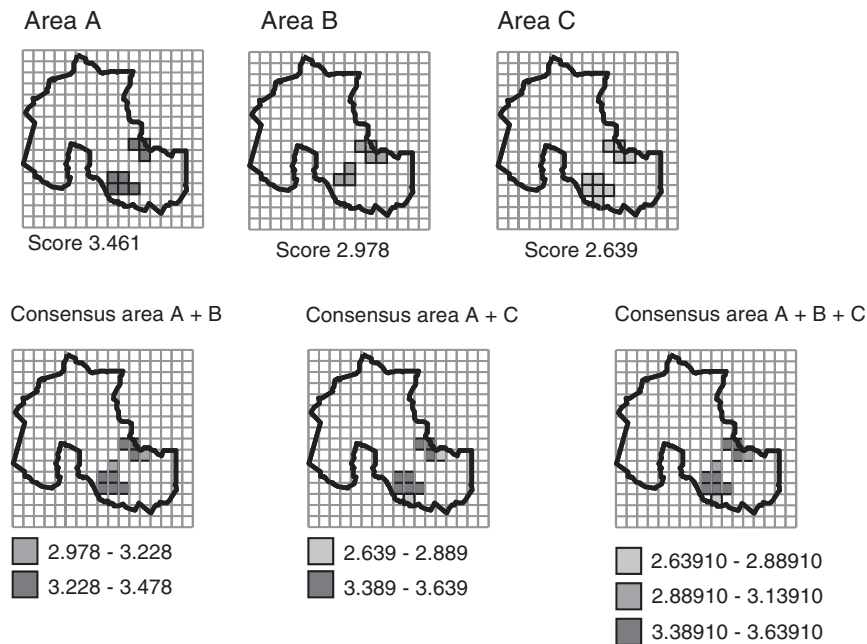 Area A
Area B
Area C
Score 3.461
Score 2.978
Score 2.639
Consensus area A + B
Consensus area A + C
Consensus area A + B + C
2.978 - 3.228
3.228 - 3.478
2.639 - 2.889
3.389 - 3.639
2.63910 - 2.88910
2.88910 - 3.13910
3.38910 - 3.63910